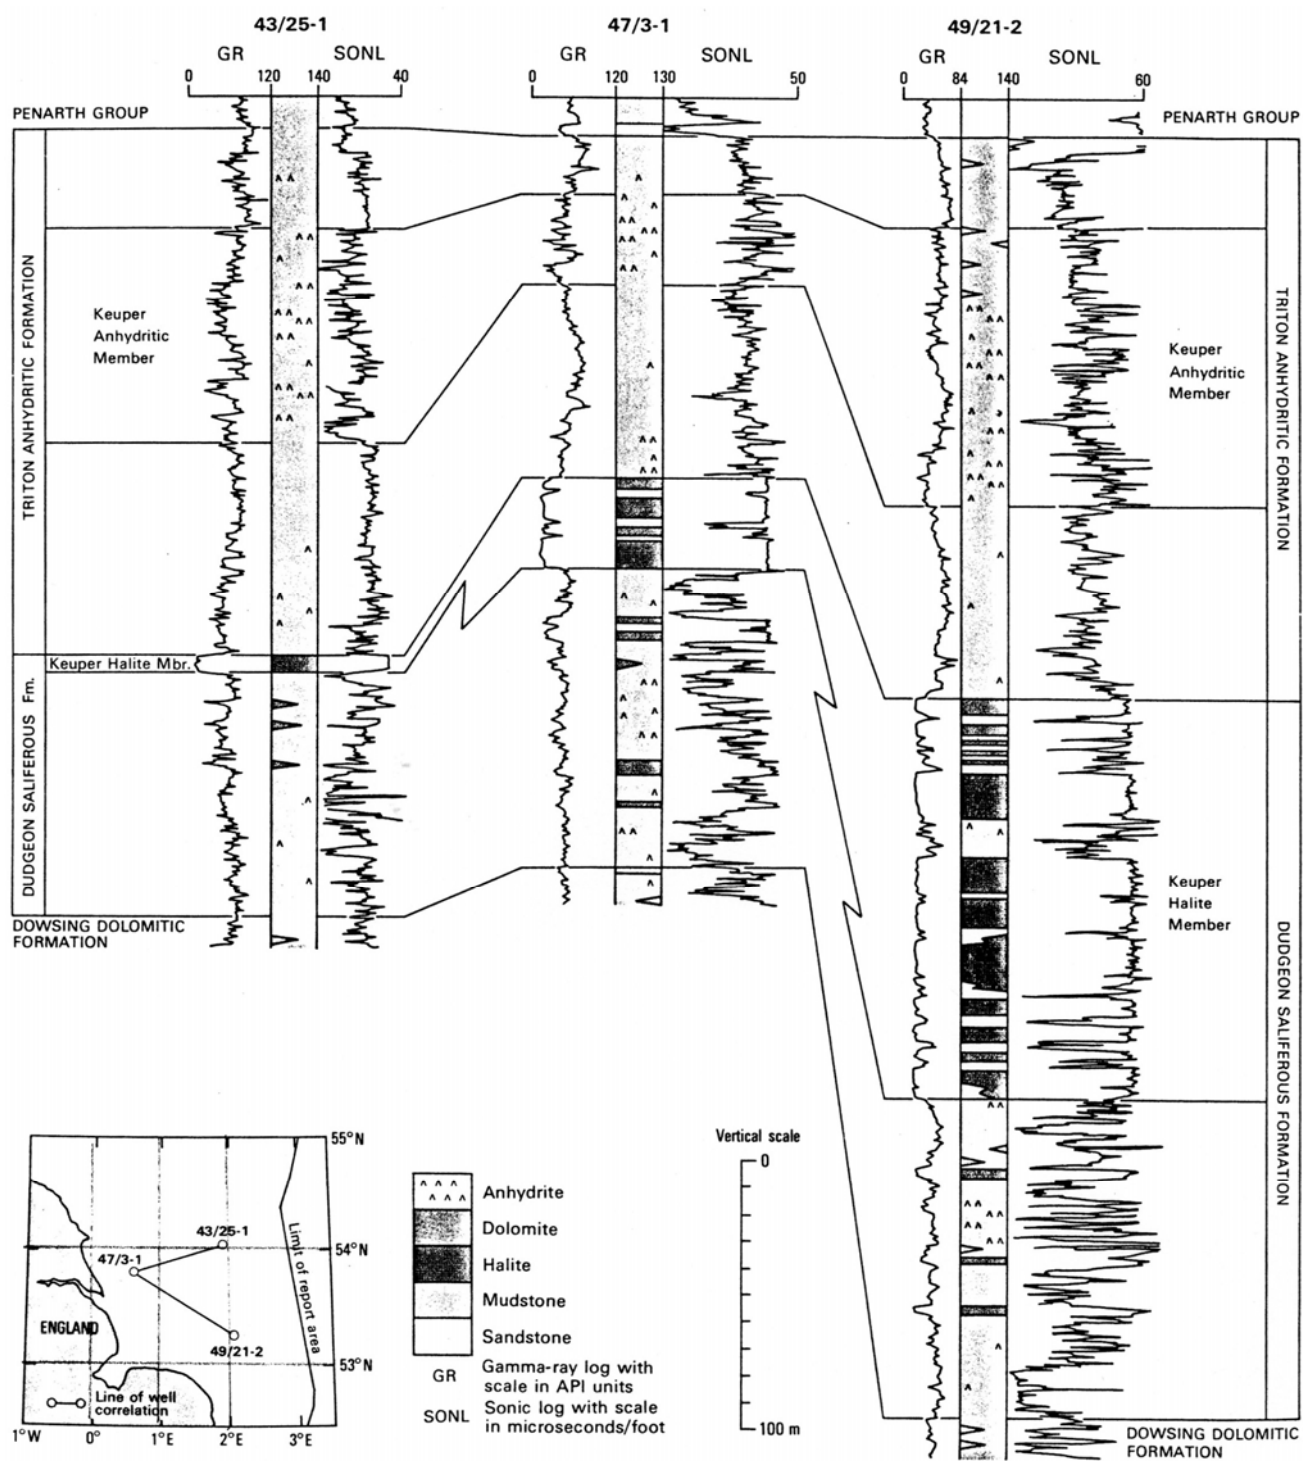 43/25-1
47/3-1
49/21-2
GR SONL
GR SONL
GR SONL
0 120 140 40
0 120 130 50
0 84 140 60
PENARTH GROUP
PENARTH GROUP
TRITON ANHYDRITIC FORMATION
Keuper
Anhydritic
Member
Keuper Halite Mbr.
DUDGEON SALIFEROUS Fm.
DOWSING DOLOMITIC
FORMATION
Keuper
Anhydritic
Member
TRITON ANHYDRITIC FORMATION
Keuper
Halite
Member
DUDGEON SALIFEROUS FORMATION
DOWSING DOLOMITIC
FORMATION
55°N
54°N
53°N
43/25-1
47/3-1
49/21-2
Limit of report area
ENGLAND
Line of well
correlation
1°W 0° 1°E 2°E 3°E
Anhydrite
Dolomite
Halite
Mudstone
Sandstone
GR Gamma-ray log with
scale in API units
SONL Sonic log with scale
in microseconds/foot
Vertical scale
0
100 m